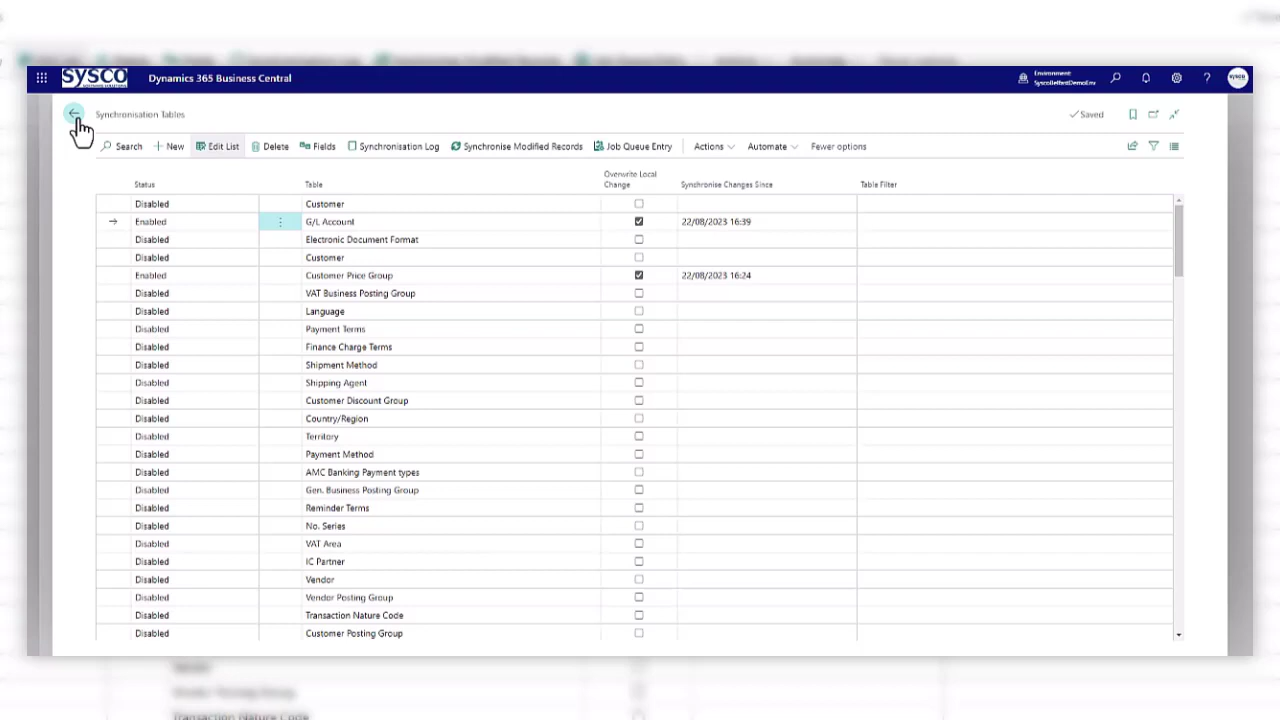 sysco Dynamics 365 Business Central Environment:
SyscoBelfastDemoEnv ? sysco
Synchronisation Tables Saved
Search New Edit List Delete Fields Synchronisation Log Synchronise Modified Records Job Queue Entry Actions Automate Fewer options
Status Table Overwrite Local Change Synchronise Changes Since Table Filter
Disabled Customer
Enabled G/L Account 22/08/2023 16:39
Disabled Electronic Document Format
Disabled Customer
Enabled Customer Price Group 22/08/2023 16:24
Disabled VAT Business Posting Group
Disabled Language
Disabled Payment Terms
Disabled Finance Charge Terms
Disabled Shipment Method
Disabled Shipping Agent
Disabled Customer Discount Group
Disabled Country/Region
Disabled Territory
Disabled Payment Method
Disabled AMC Banking Payment types
Disabled Gen. Business Posting Group
Disabled Reminder Terms
Disabled No. Series
Disabled VAT Area
Disabled IC Partner
Disabled Vendor
Disabled Vendor Posting Group
Disabled Transaction Nature Code
Disabled Customer Posting Group
Transaction Nature Code